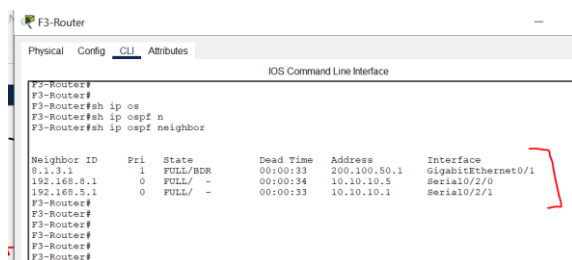 F3-Router
Physical Config CLI Attributes
IOS Command Line Interface
F3-Router#
F3-Router#
F3-Router#sh ip os
F3-Router#sh ip ospf n
F3-Router#sh ip ospf neighbor
Neighbor ID Pri State Dead Time Address Interface
8.1.3.1 1 FULL/BDR 00:00:33 200.100.50.1 GigabitEthernet0/1
192.168.8.1 0 FULL/ - 00:00:34 10.10.10.5 Serial0/2/0
192.168.5.1 0 FULL/ - 00:00:33 10.10.10.1 Serial0/2/1
F3-Router#
F3-Router#
F3-Router#
F3-Router#
F3-Router#